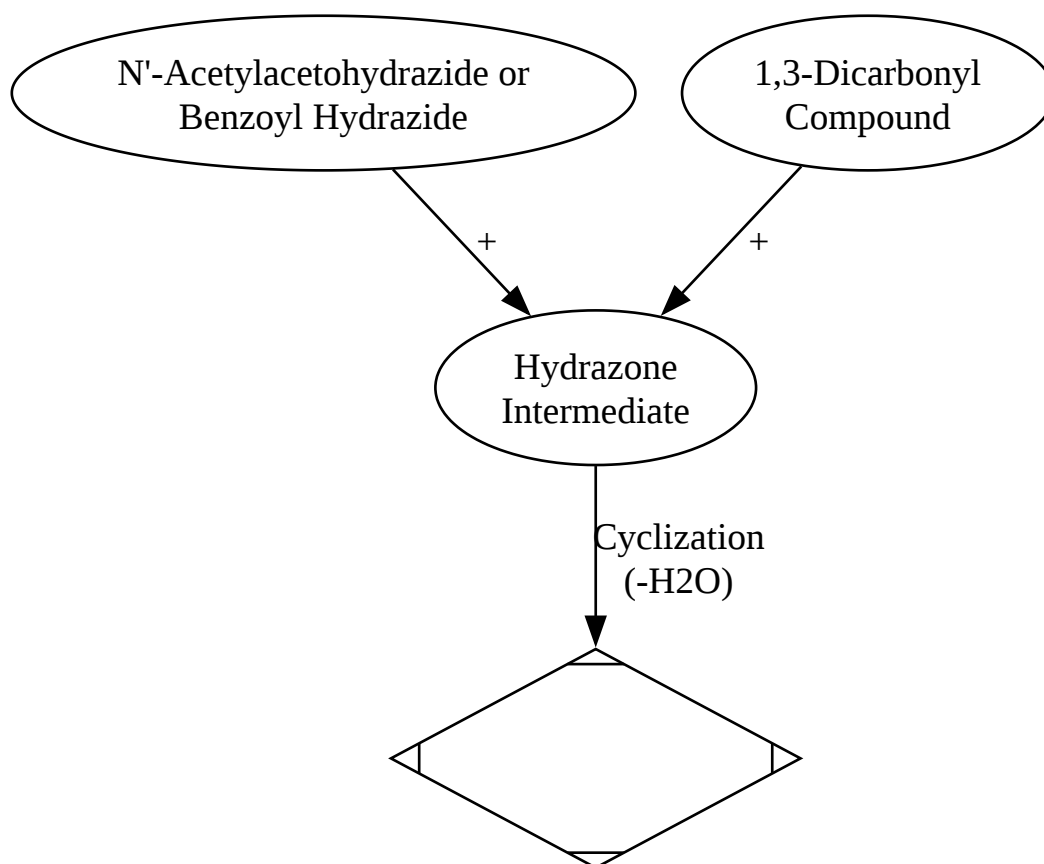 N'-Acetylacetohydrazide or
Benzoyl Hydrazide
1,3-Dicarbonyl
Compound
+
+
Hydrazone
Intermediate
Cyclization
(-H2O)